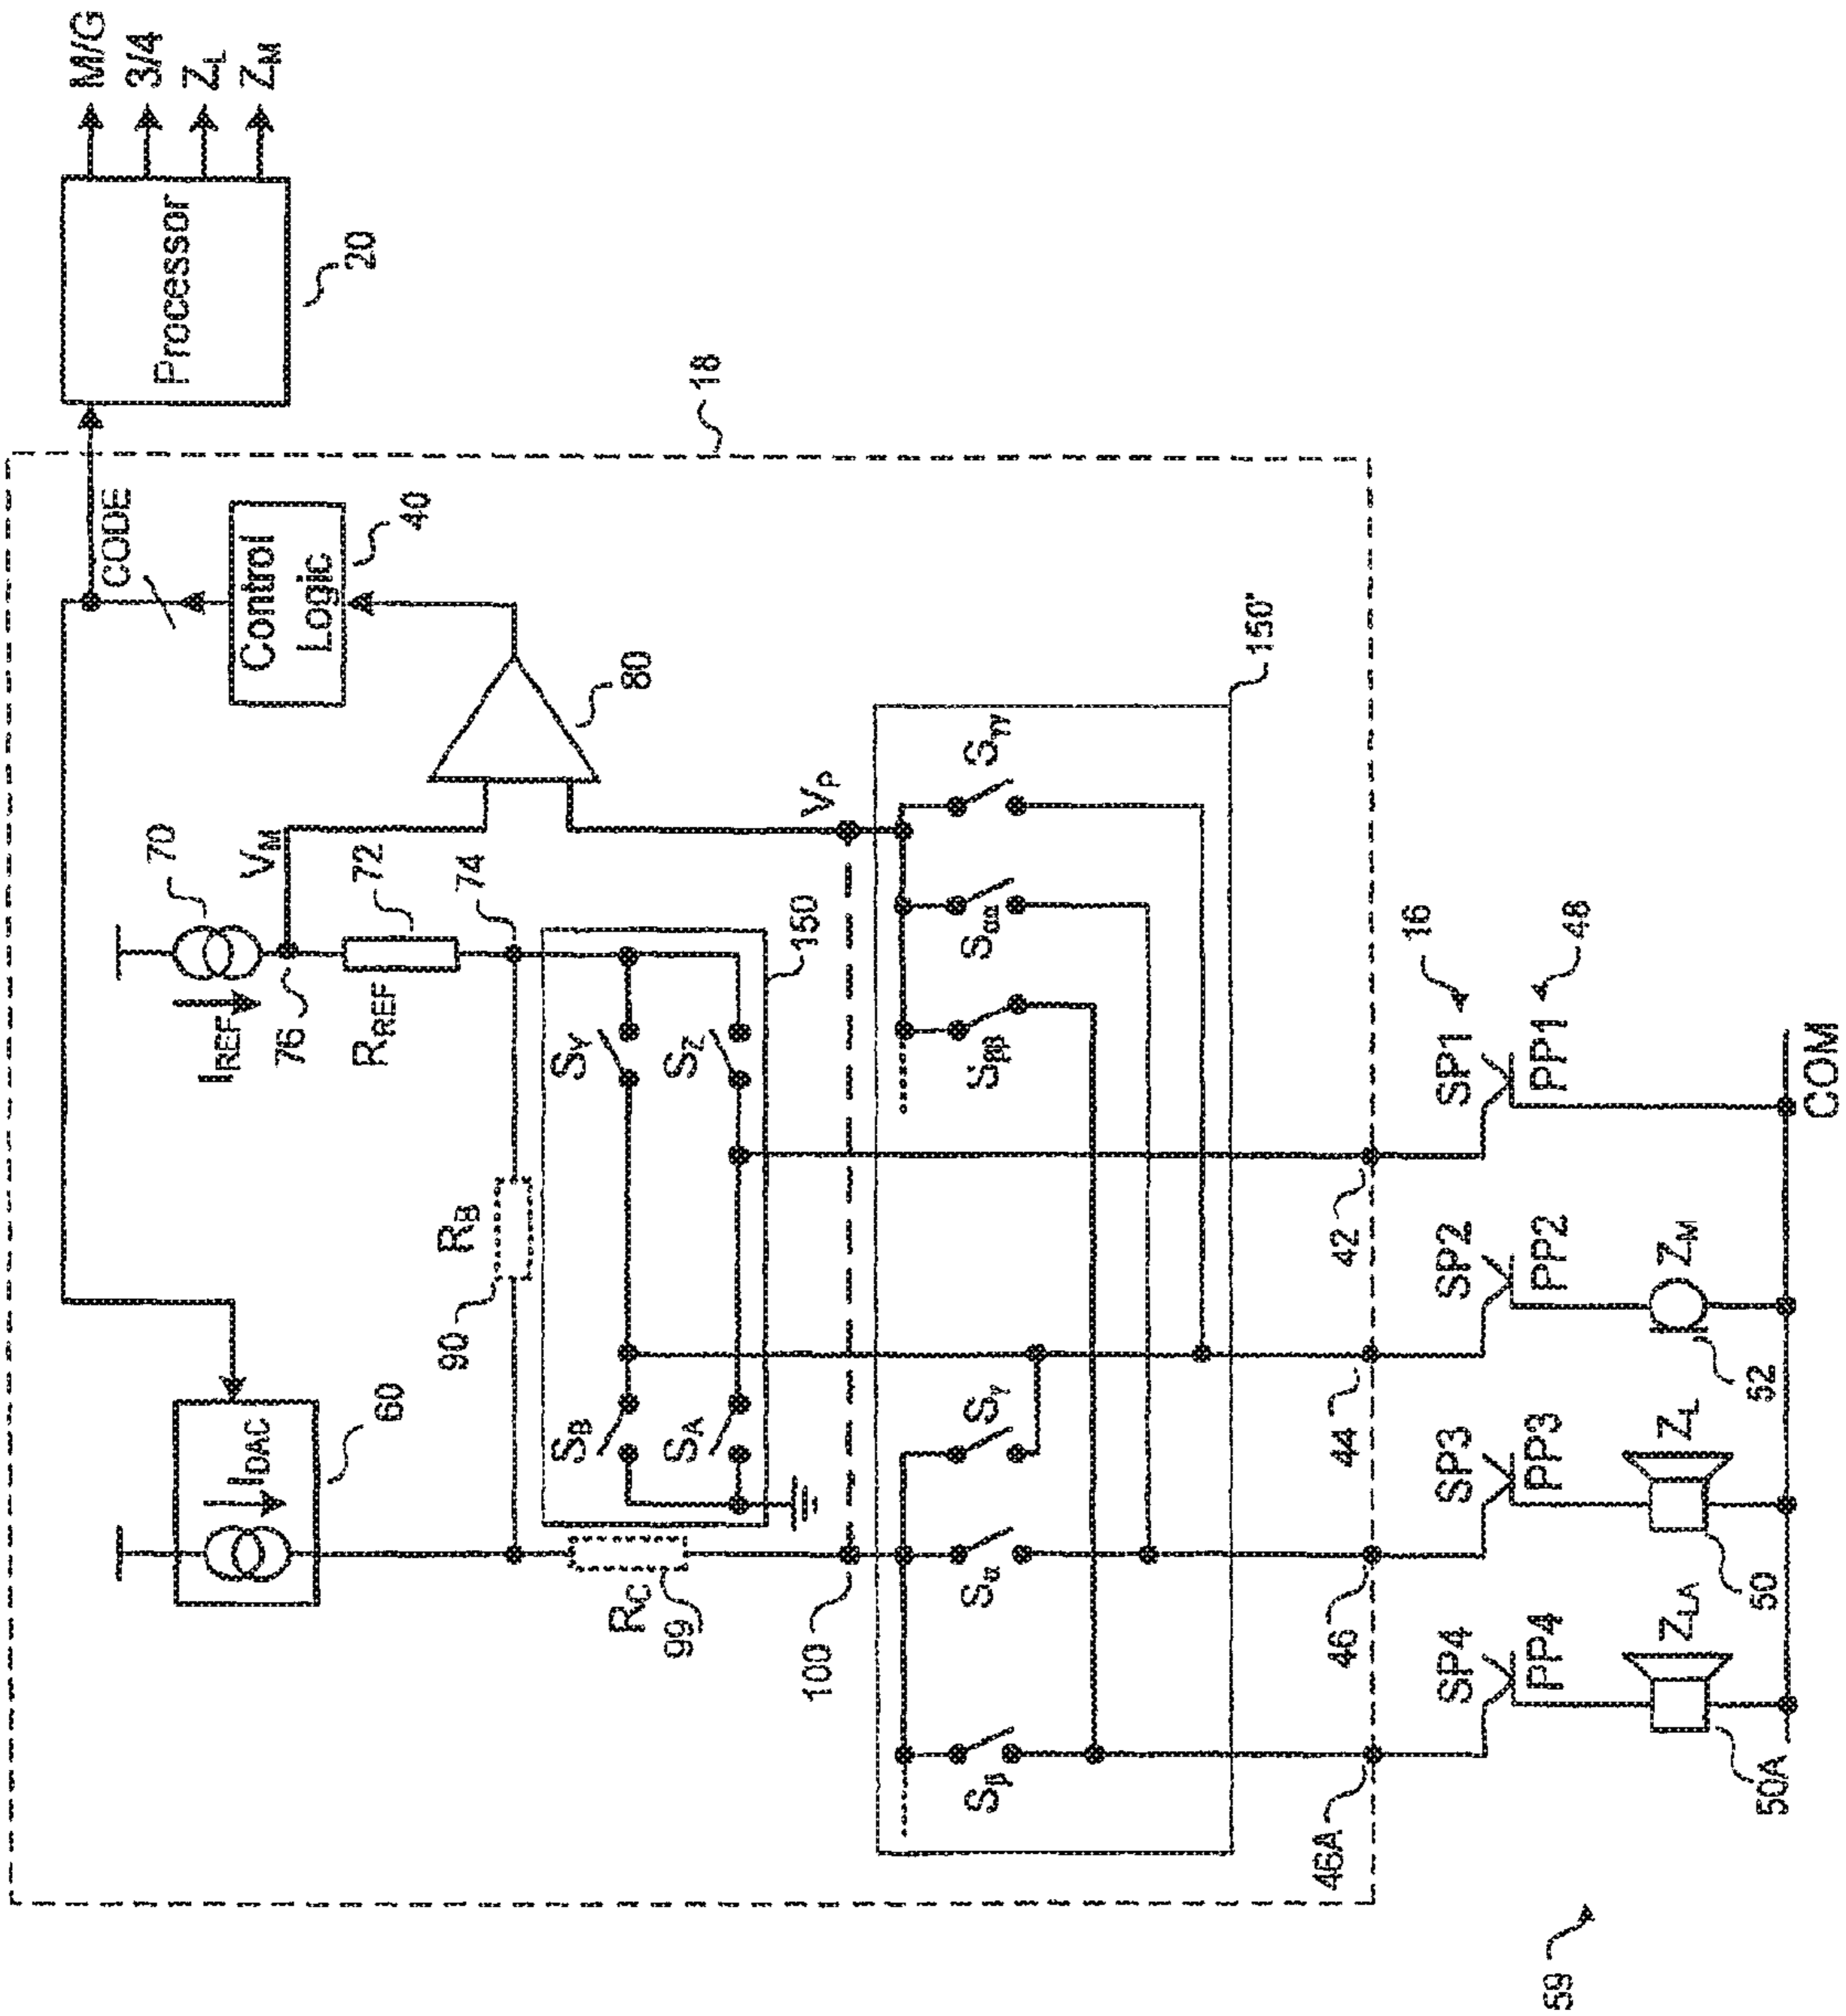 M/G
3/4
Z_L
Z_M
Processor
20
18
CODE
Control
Logic
40
80
70
I_REF
V_M
76
R_REF
72
74
V_P
I_DAC
60
R_B
90
R_C
99
100
150
S_Y
S_Z
S_B
S_A
150'
S_γγ
S_αα
S_ββ
S_γ
S_α
S_β
42
44
46
46A
16
48
SP1
SP2
SP3
SP4
PP1
PP2
PP3
PP4
Z_M
Z_L
Z_LA
62
50
50A
COM
59